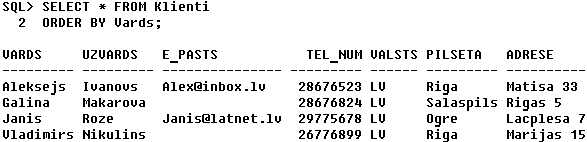 SQL> SELECT * FROM Klienti
2 ORDER BY Vards;
VARDS UZVARDS E_PASTS TEL_NUM VALSTS PILSETA ADRESE
--------- -------- --------------- --------- ------ --------- -----------
Aleksejs Ivanovs Alex@inbox.lv 28676523 LV Riga Matisa 33
Galina Makarova 28676824 LV Salaspils Rigas 5
Janis Roze Janis@latnet.lv 29775678 LV Ogre Lacplesa 7
Vladimirs Nikulins 26776899 LV Riga Marijas 15